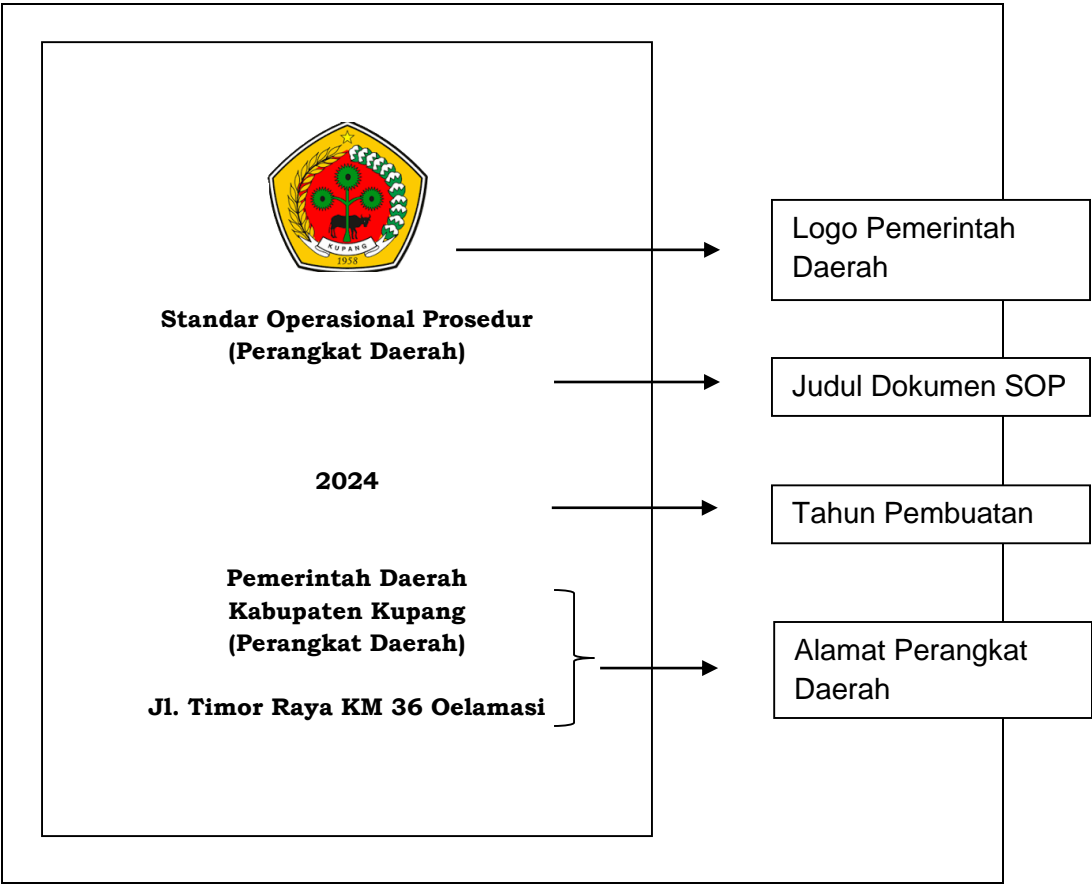 KUPANG
1958
Logo Pemerintah
Daerah
Standar Operasional Prosedur
(Perangkat Daerah)
Judul Dokumen SOP
2024
Tahun Pembuatan
Pemerintah Daerah
Kabupaten Kupang
(Perangkat Daerah)
Jl. Timor Raya KM 36 Oelamasi
Alamat Perangkat
Daerah